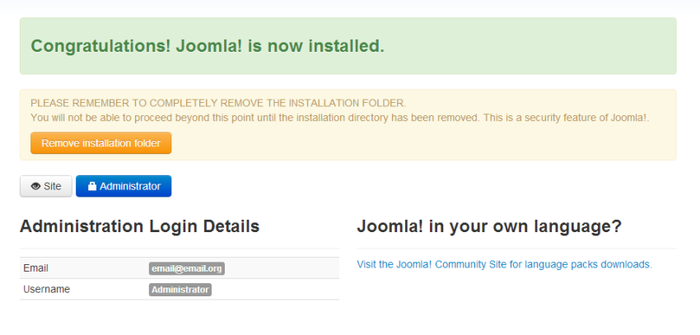 Congratulations! Joomla! is now installed.
PLEASE REMEMBER TO COMPLETELY REMOVE THE INSTALLATION FOLDER.
You will not be able to proceed beyond this point until the installation directory has been removed. This is a security feature of Joomla!.
Remove installation folder
Site
Administrator
Administration Login Details
Joomla! in your own language?
Email
email@email.org
Visit the Joomla! Community Site for language packs downloads.
Username
Administrator